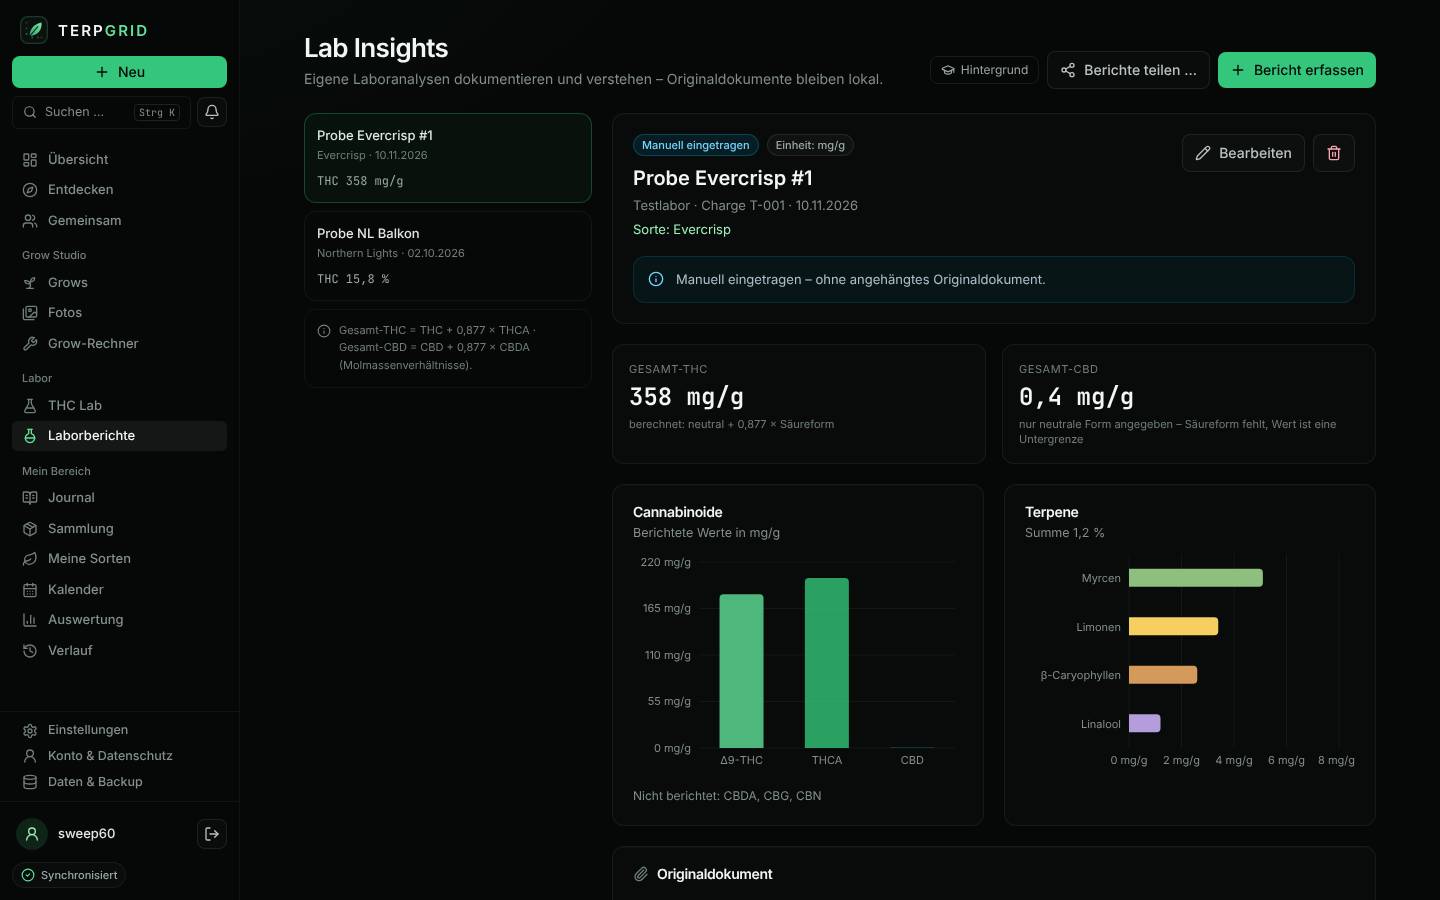 TERPGRID
Neu
Suchen ... Strg K
Übersicht
Entdecken
Gemeinsam
Grow Studio
Grows
Fotos
Grow-Rechner
Labor
THC Lab
Laborberichte
Mein Bereich
Journal
Sammlung
Meine Sorten
Kalender
Auswertung
Verlauf
Einstellungen
Konto & Datenschutz
Daten & Backup
sweep60
Synchronisiert
Lab Insights
Eigene Laboranalysen dokumentieren und verstehen – Originaldokumente bleiben lokal.
Hintergrund
Berichte teilen ...
Bericht erfassen
Probe Evercrisp #1
Evercrisp · 10.11.2026
THC 358 mg/g
Probe NL Balkon
Northern Lights · 02.10.2026
THC 15,8 %
Gesamt-THC = THC + 0,877 × THCA ·
Gesamt-CBD = CBD + 0,877 × CBDA
(Molmassenverhältnisse).
Manuell eingetragen
Einheit: mg/g
Bearbeiten
Probe Evercrisp #1
Testlabor · Charge T-001 · 10.11.2026
Sorte: Evercrisp
Manuell eingetragen – ohne angehängtes Originaldokument.
GESAMT-THC
358 mg/g
berechnet: neutral + 0,877 × Säureform
GESAMT-CBD
0,4 mg/g
nur neutrale Form angegeben – Säureform fehlt, Wert ist eine
Untergrenze
Cannabinoide
Berichtete Werte in mg/g
220 mg/g
165 mg/g
110 mg/g
55 mg/g
0 mg/g
Δ9-THC THCA CBD
Nicht berichtet: CBDA, CBG, CBN
Terpene
Summe 1,2 %
Myrcen
Limonen
β-Caryophyllen
Linalool
0 mg/g 2 mg/g 4 mg/g 6 mg/g 8 mg/g
Originaldokument